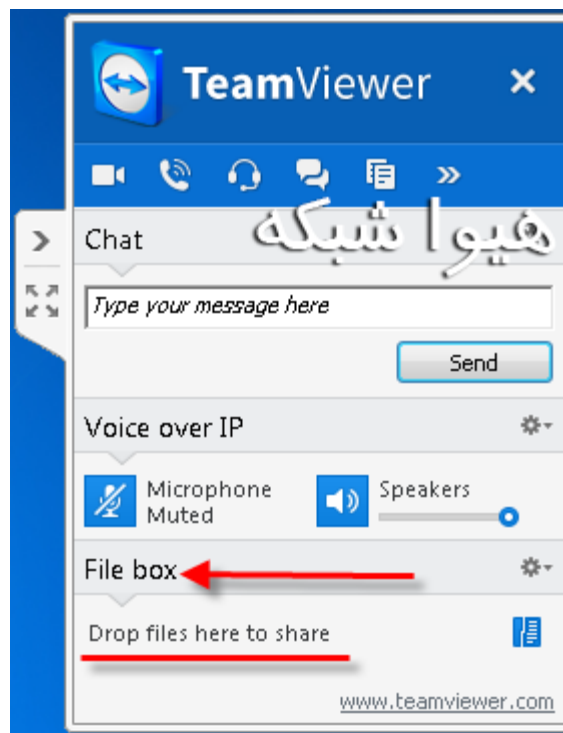 TeamViewer
هیوا شبکه
Chat
Type your message here
Send
Voice over IP
Microphone
Muted
Speakers
File box
Drop files here to share
www.teamviewer.com